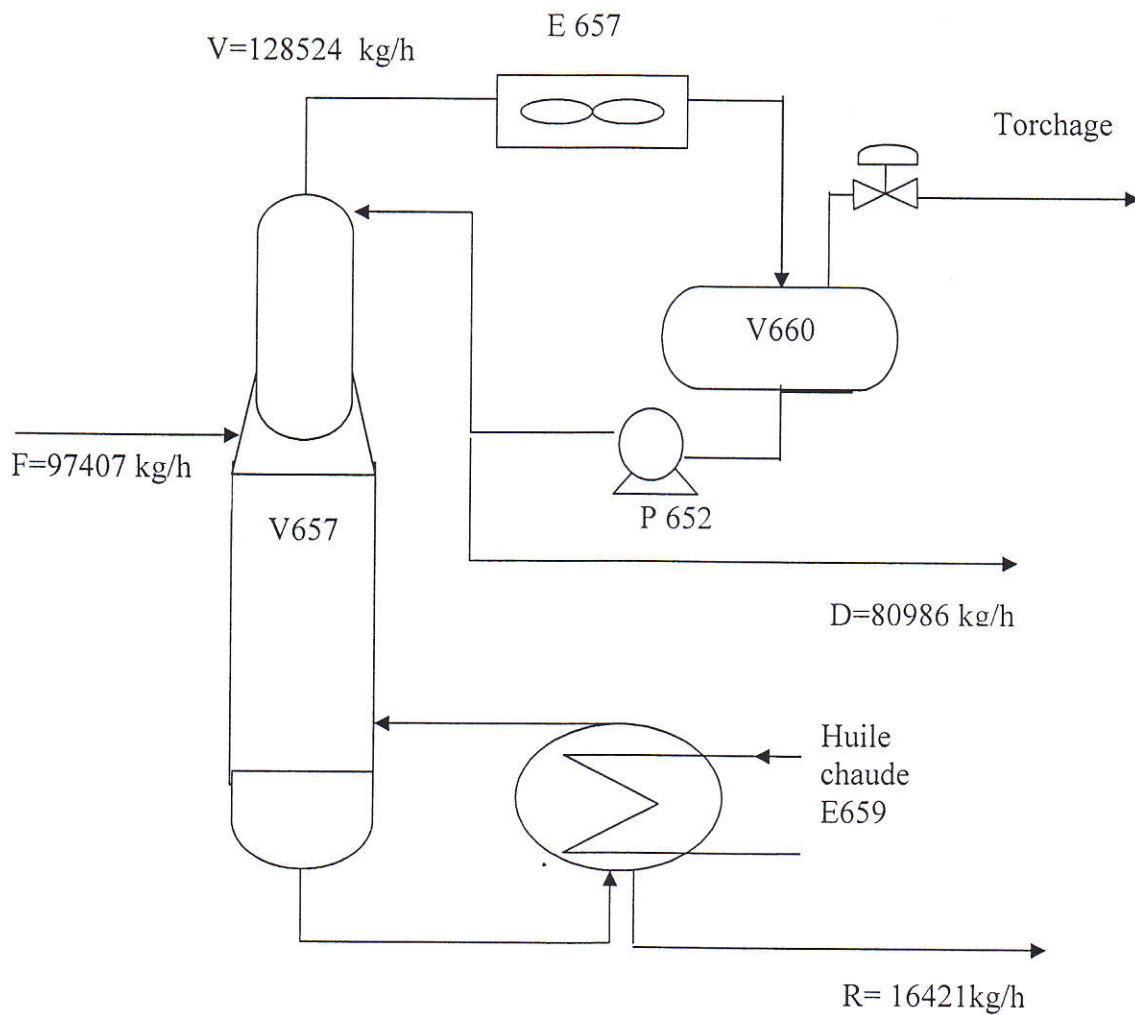 E 657
V=128524 kg/h
Torchage
V660
F=97407 kg/h
V657
P 652
D=80986 kg/h
Huile
chaude
E659
R= 16421kg/h